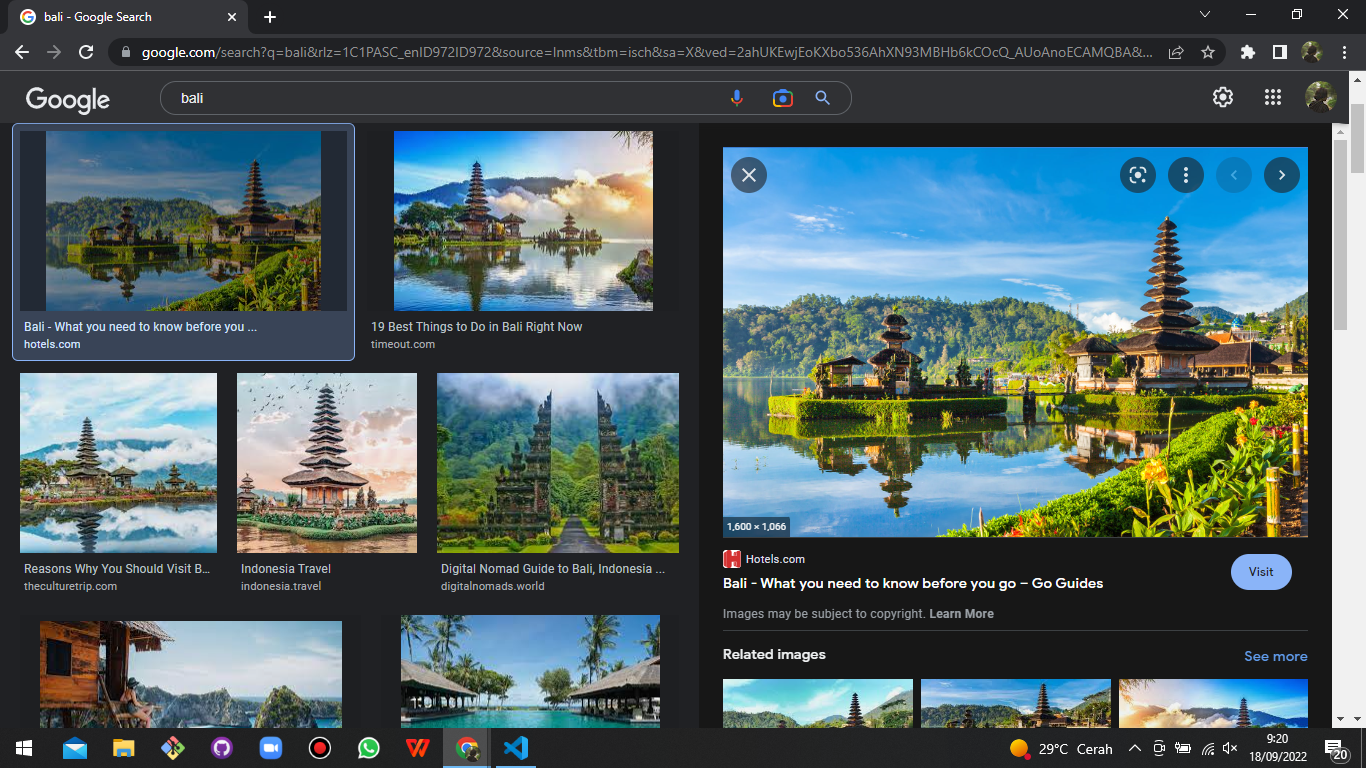 bali - Google Search
google.com/search?q=bali&rlz=1C1PASC_enID972ID972&source=lnms&tbm=isch&sa=X&ved=2ahUKEwjEoKXbo536AhXN93MBHb6kCOcQ_AUoAnoECAMQBA&...
Google
bali
Bali - What you need to know before you ...
hotels.com
19 Best Things to Do in Bali Right Now
timeout.com
Reasons Why You Should Visit B...
theculturetrip.com
Indonesia Travel
indonesia.travel
Digital Nomad Guide to Bali, Indonesia ...
digitalnomads.world
1,600 × 1,066
Hotels.com
Bali - What you need to know before you go – Go Guides
Visit
Images may be subject to copyright. Learn More
Related images
See more
29°C Cerah
9:20
18/09/2022
20